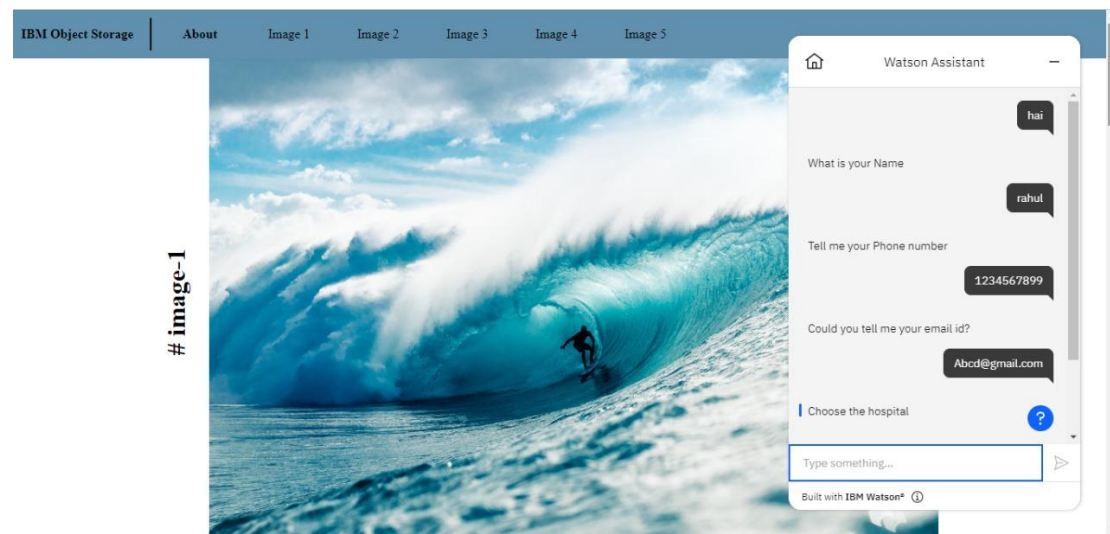 IBM Object Storage About Image 1 Image 2 Image 3 Image 4 Image 5
# image-1
Watson Assistant
hai
What is your Name
rahul
Tell me your Phone number
1234567899
Could you tell me your email id?
Abcd@gmail.com
Choose the hospital
?
Type something...
Built with IBM Watson®